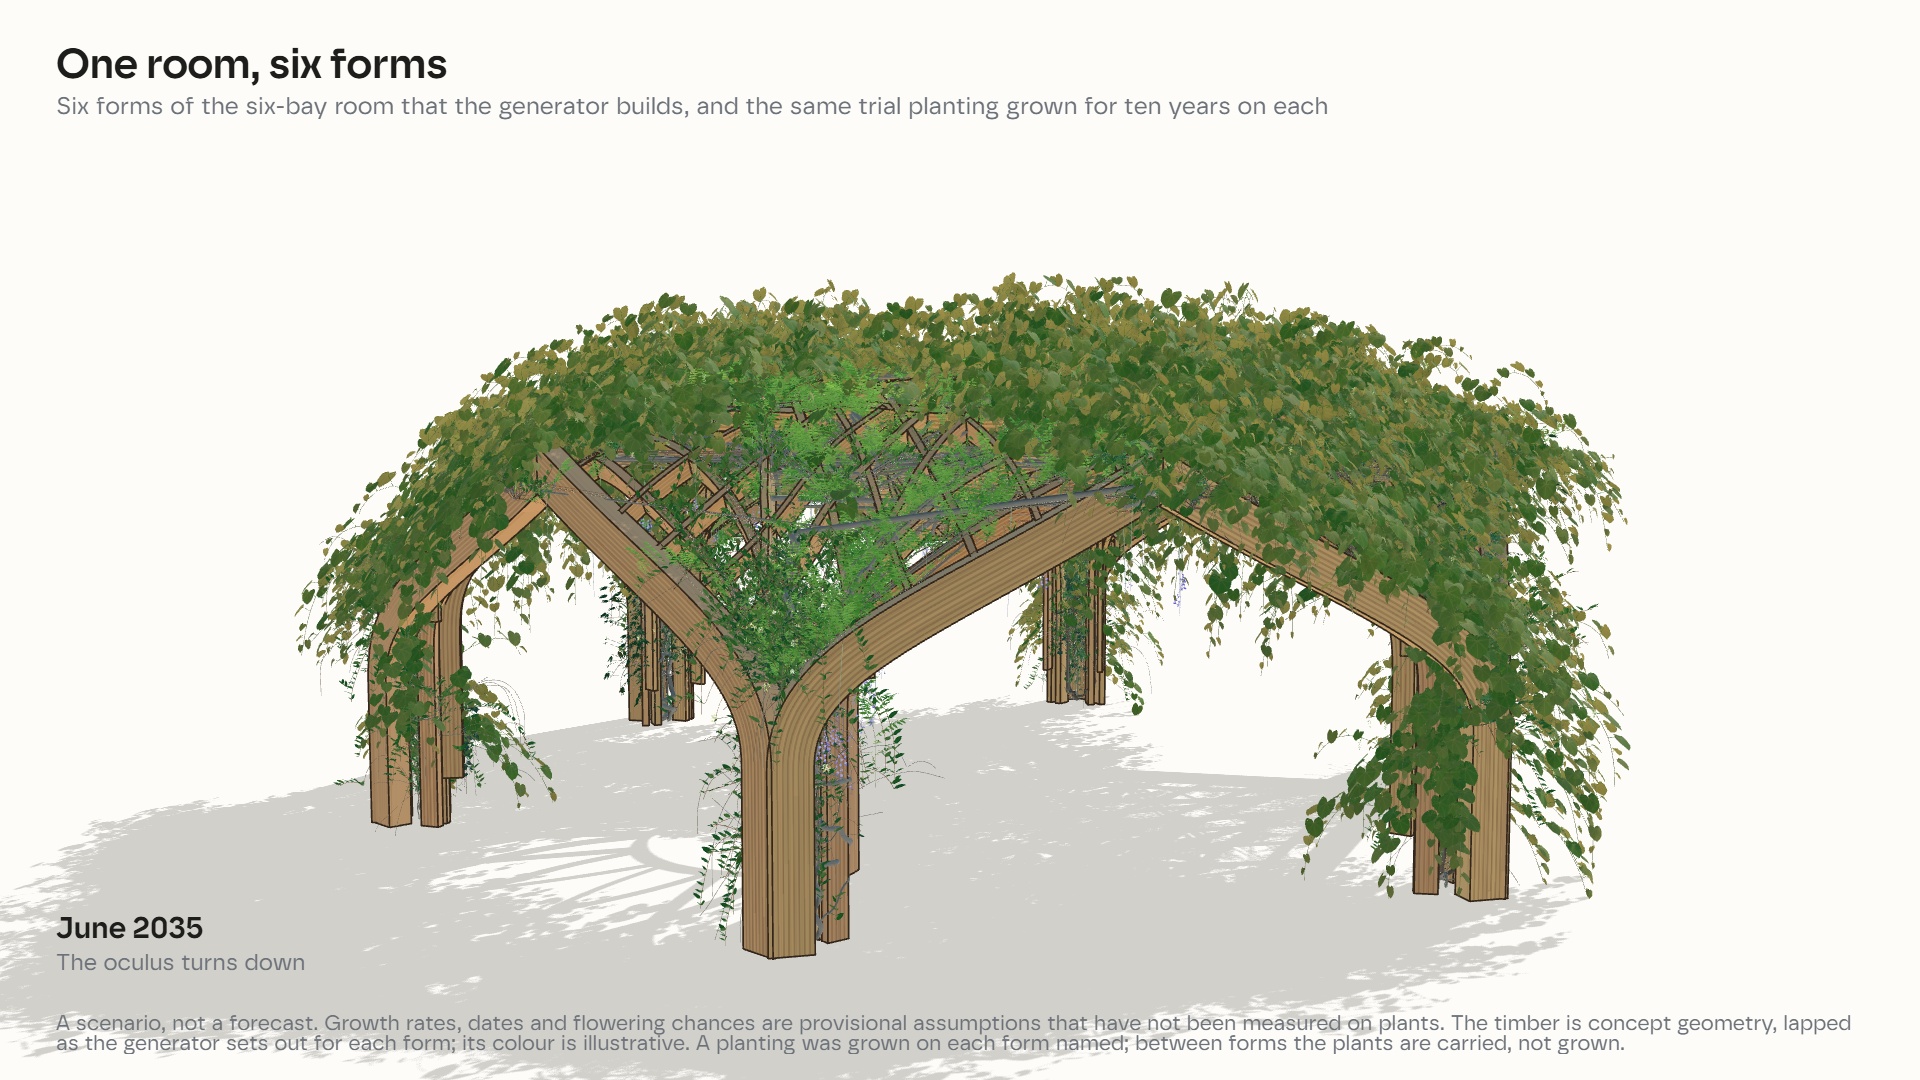 One room, six forms
Six forms of the six-bay room that the generator builds, and the same trial planting grown for ten years on each
June 2035
The oculus turns down
A scenario, not a forecast. Growth rates, dates and flowering chances are provisional assumptions that have not been measured on plants. The timber is concept geometry, lapped
as the generator sets out for each form; its colour is illustrative. A planting was grown on each form named; between forms the plants are carried, not grown.